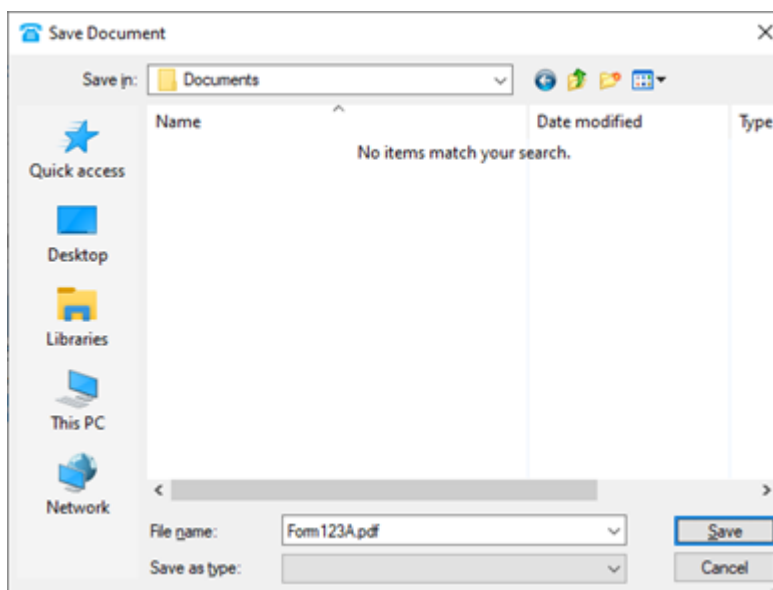 Save Document
Save in: Documents
Name Date modified Type
No items match your search.
Quick access
Desktop
Libraries
This PC
Network
File name: Form123A.pdf Save
Save as type: Cancel